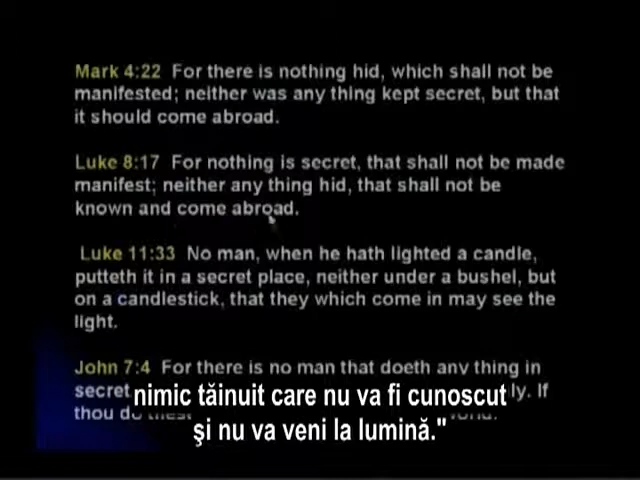 Mark 4:22 For there is nothing hid, which shall not be
manifested; neither was any thing kept secret, but that
it should come abroad.
Luke 8:17 For nothing is secret, that shall not be made
manifest; neither any thing hid, that shall not be
known and come abroad.
Luke 11:33 No man, when he hath lighted a candle,
putteth it in a secret place, neither under a bushel, but
on a candlestick, that they which come in may see the
light.
John 7:4 For there is no man that doeth any thing in
secret ly. If
thou do
nimic tăinuit care nu va fi cunoscut
şi nu va veni la lumină."